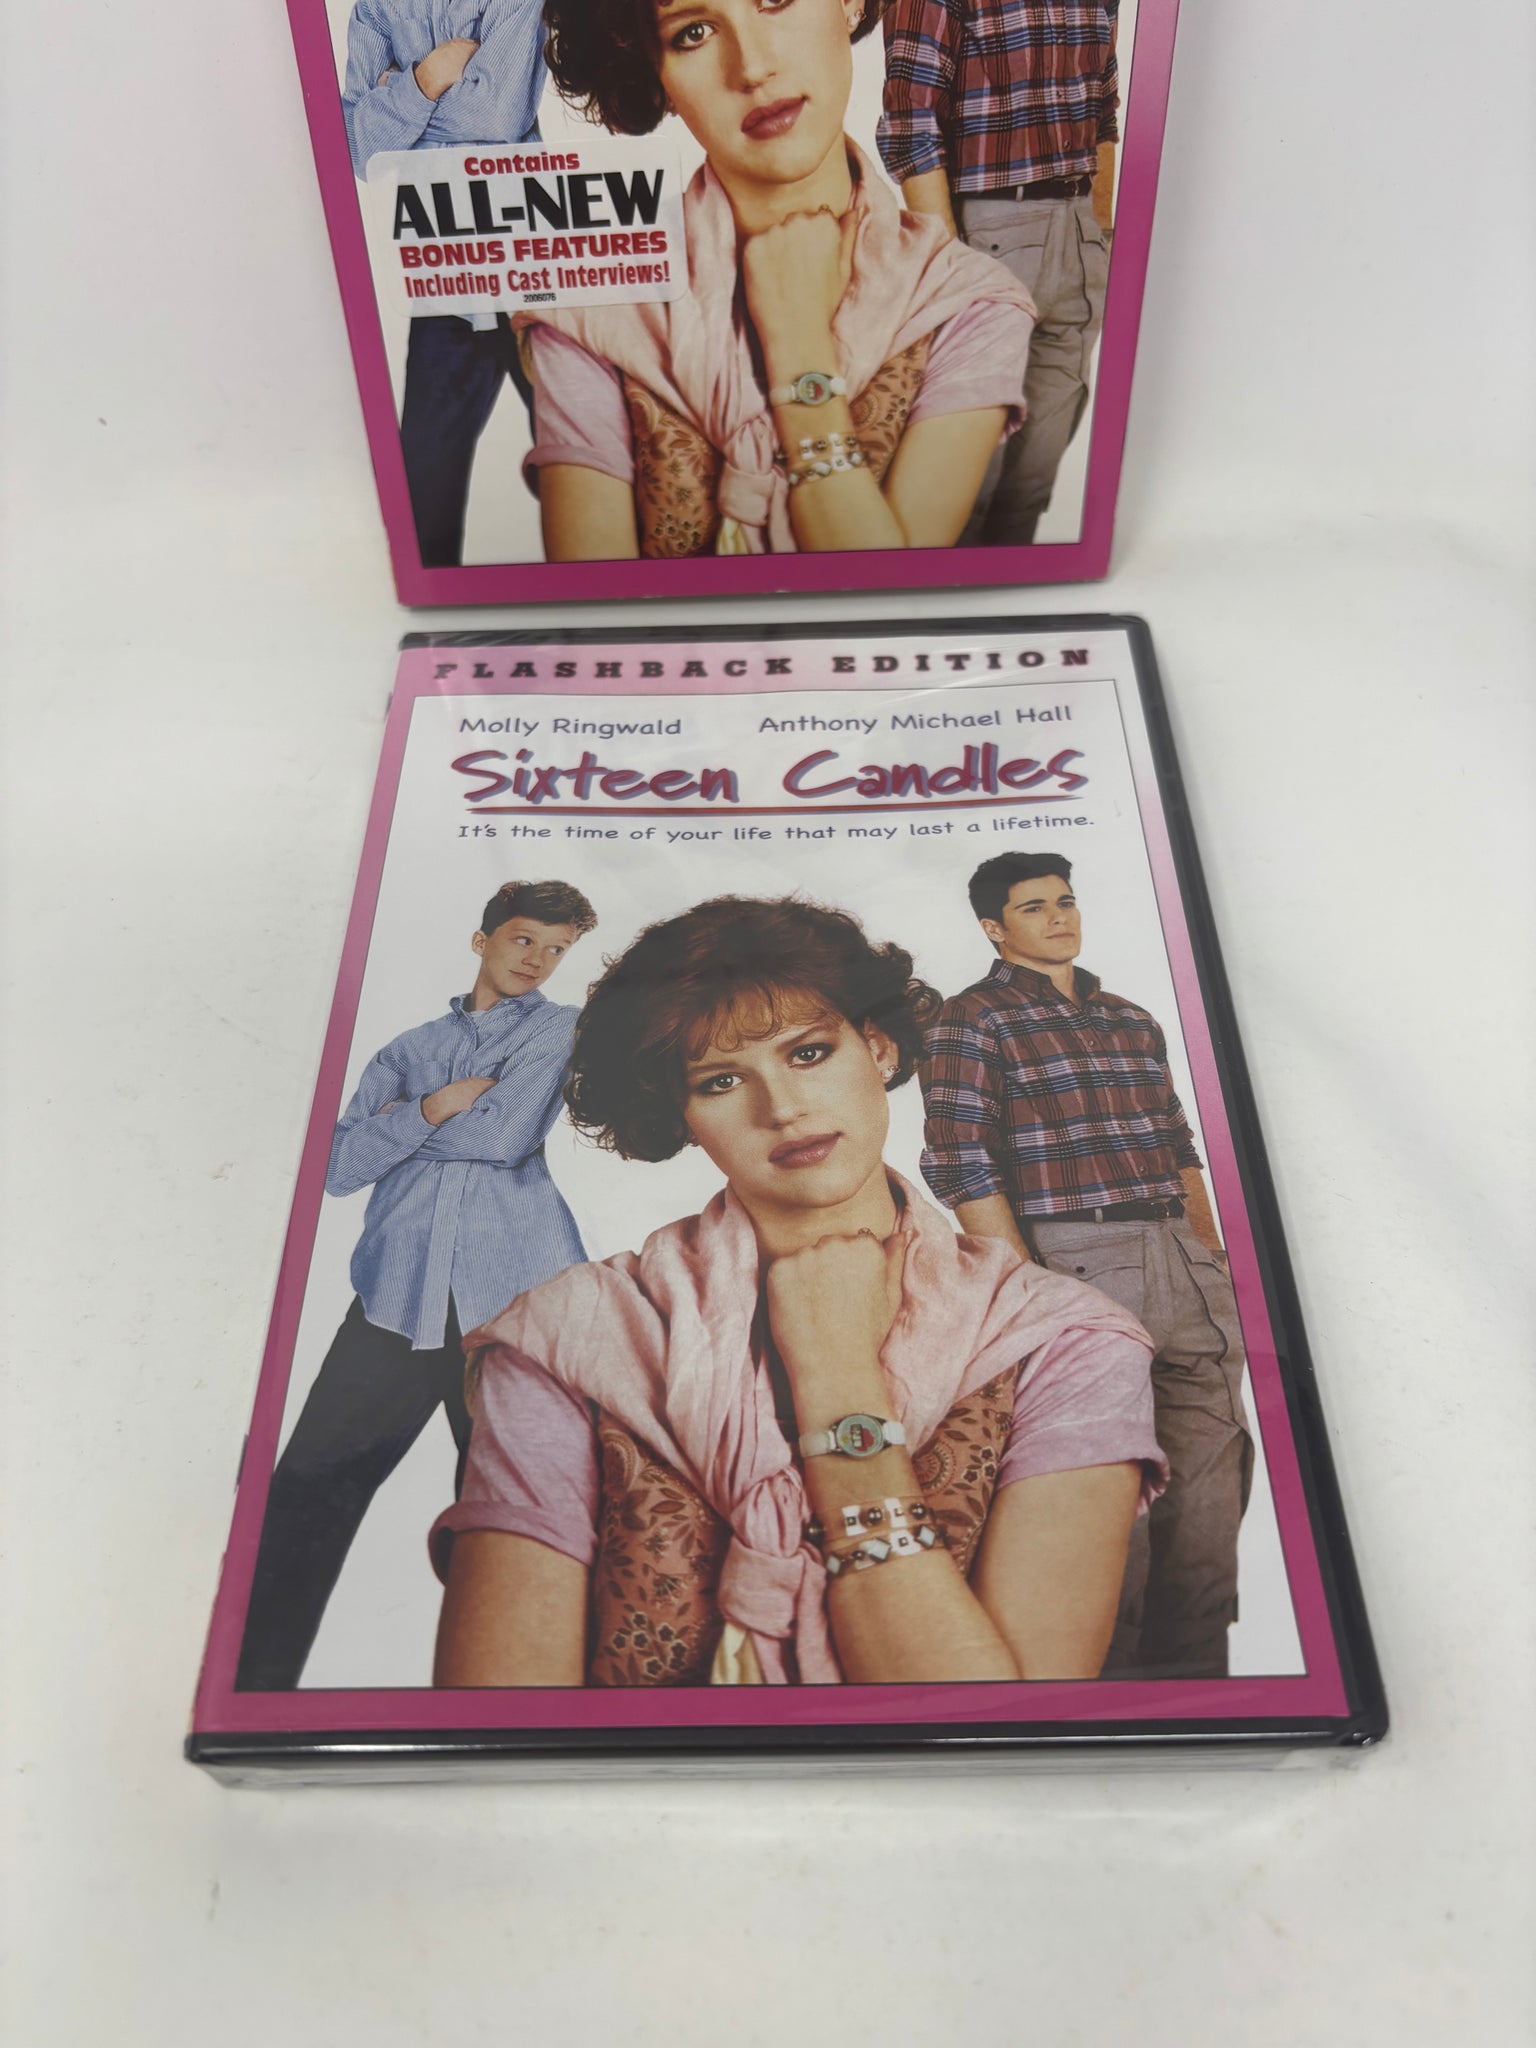 Contains
ALL-NEW
BONUS FEATURES
Including Cast Interviews!
2006076
FLASHBACK EDITION
Molly Ringwald Anthony Michael Hall
Sixteen Candles
It's the time of your life that may last a lifetime.